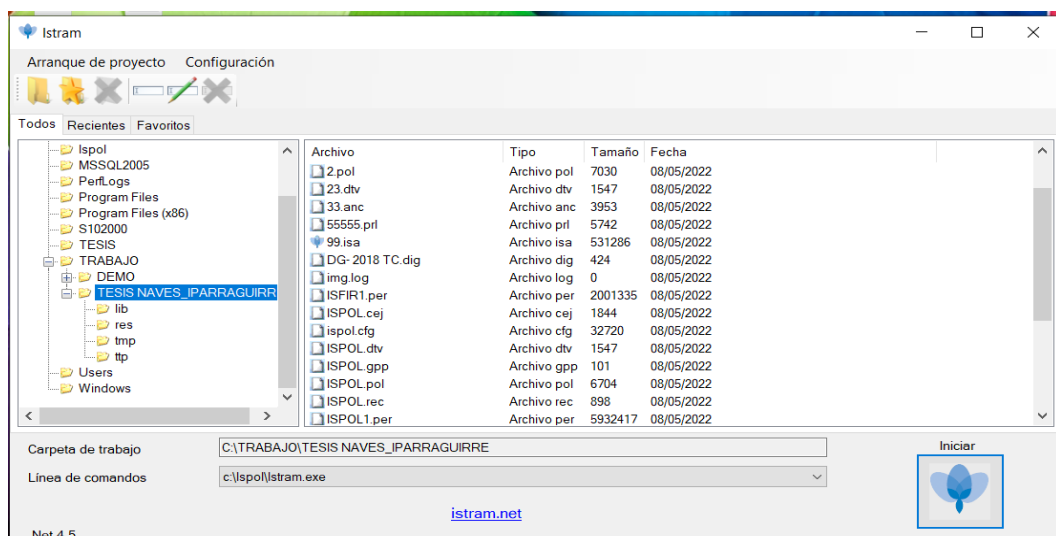 Istram
Arranque de proyecto Configuración
Todos Recientes Favoritos
Ispol
MSSQL2005
PerfLogs
Program Files
Program Files (x86)
S102000
TESIS
TRABAJO
DEMO
TESIS NAVES_IPARRAGUIRR
lib
res
tmp
ttp
Users
Windows
Archivo Tipo Tamaño Fecha
2.pol Archivo pol 7030 08/05/2022
23.dtv Archivo dtv 1547 08/05/2022
33.anc Archivo anc 3953 08/05/2022
55555.prl Archivo prl 5742 08/05/2022
99.isa Archivo isa 531286 08/05/2022
DG- 2018 TC.dig Archivo dig 424 08/05/2022
img.log Archivo log 0 08/05/2022
ISFIR1.per Archivo per 2001335 08/05/2022
ISPOL.cej Archivo cej 1844 08/05/2022
ispol.cfg Archivo cfg 32720 08/05/2022
ISPOL.dtv Archivo dtv 1547 08/05/2022
ISPOL.gpp Archivo gpp 101 08/05/2022
ISPOL.pol Archivo pol 6704 08/05/2022
ISPOL.rec Archivo rec 898 08/05/2022
ISPOL1.per Archivo per 5932417 08/05/2022
Carpeta de trabajo C:\TRABAJO\TESIS NAVES_IPARRAGUIRRE
Línea de comandos c:\Ispol\Istram.exe
Iniciar
istram.net
Net 4.5